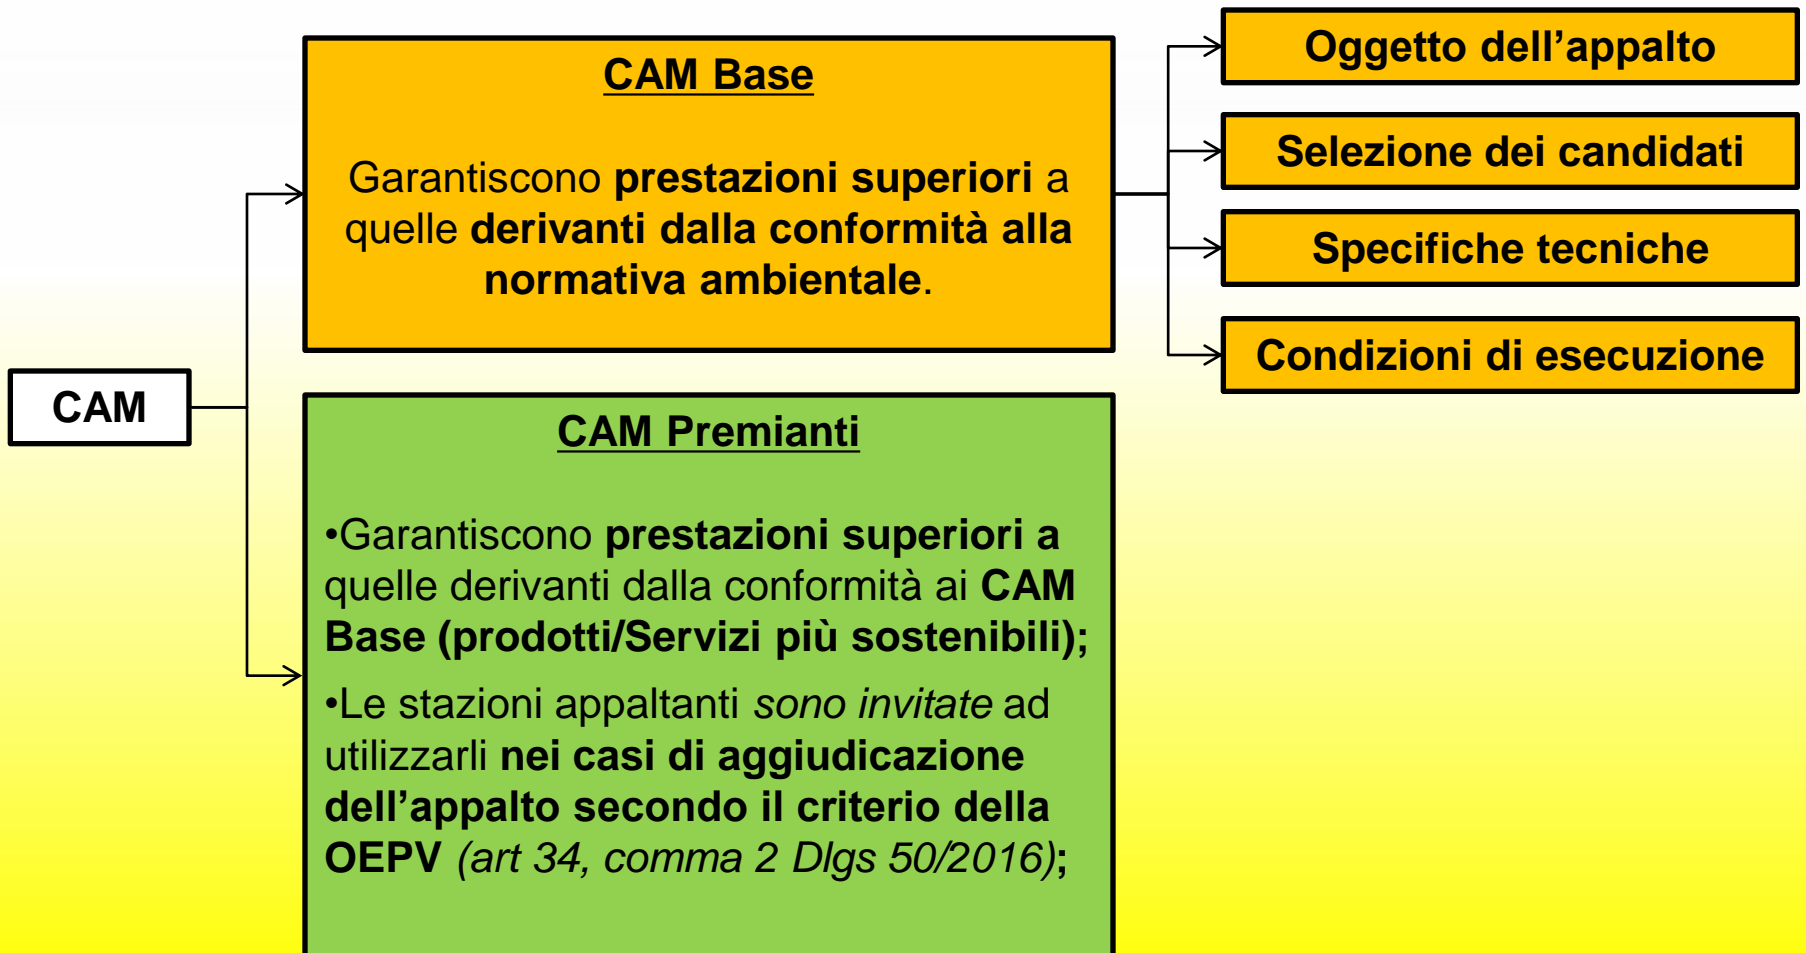 CAM
CAM Base
Garantiscono prestazioni superiori a
quelle derivanti dalla conformità alla
normativa ambientale.
Oggetto dell’appalto
Selezione dei candidati
Specifiche tecniche
Condizioni di esecuzione
CAM Premianti
•Garantiscono prestazioni superiori a
quelle derivanti dalla conformità ai CAM
Base (prodotti/Servizi più sostenibili);
•Le stazioni appaltanti sono invitate ad
utilizzarli nei casi di aggiudicazione
dell’appalto secondo il criterio della
OEPV (art 34, comma 2 Dlgs 50/2016);